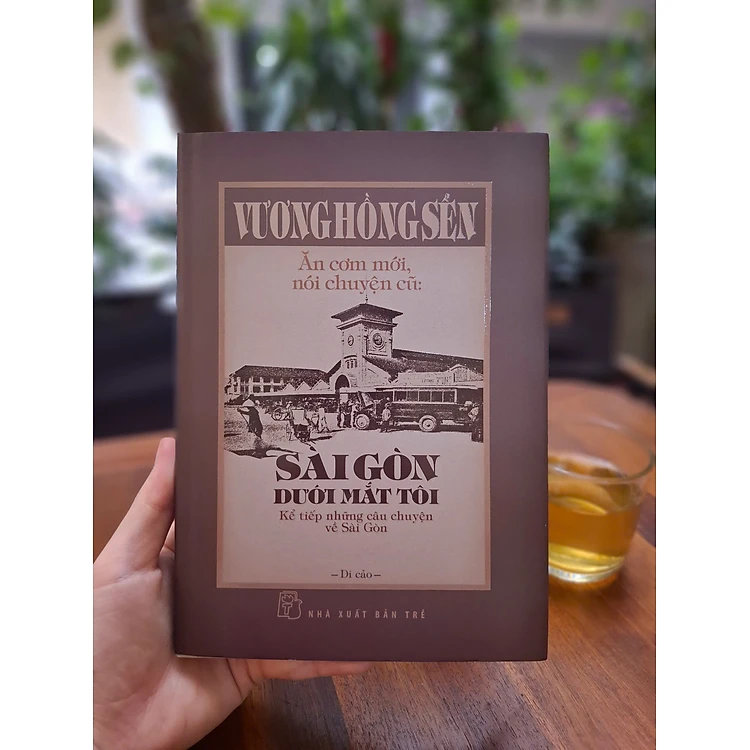 VƯƠNG HỒNG SỂN
Ăn cơm mới,
nói chuyện cũ:
SÀI GÒN
DƯỚI MẮT TÔI
Kể tiếp những câu chuyện
về Sài Gòn
– Di cảo –
NHÀ XUẤT BẢN TRẺ